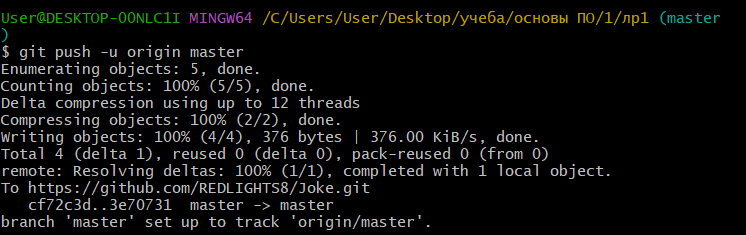 User@DESKTOP-OONLC1I MINGW64 /C/Users/User/Desktop/учеба/основы ПО/1/лр1 (master
)
$ git push -u origin master
Enumerating objects: 5, done.
Counting objects: 100% (5/5), done.
Delta compression using up to 12 threads
Compressing objects: 100% (2/2), done.
Writing objects: 100% (4/4), 376 bytes | 376.00 KiB/s, done.
Total 4 (delta 1), reused 0 (delta 0), pack-reused 0 (from 0)
remote: Resolving deltas: 100% (1/1), completed with 1 local object.
To https://github.com/REDLIGHTS8/Joke.git
   cf72c3d..3e70731  master -> master
branch 'master' set up to track 'origin/master'.